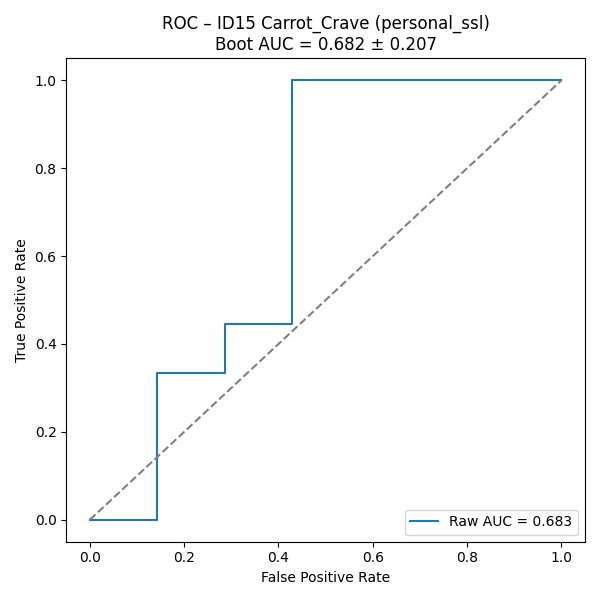 ROC – ID15 Carrot_Crave (personal_ssl)
Boot AUC = 0.682 ± 0.207
True Positive Rate
1.0
0.8
0.6
0.4
0.2
0.0
Raw AUC = 0.683
0.0 0.2 0.4 0.6 0.8 1.0
False Positive Rate